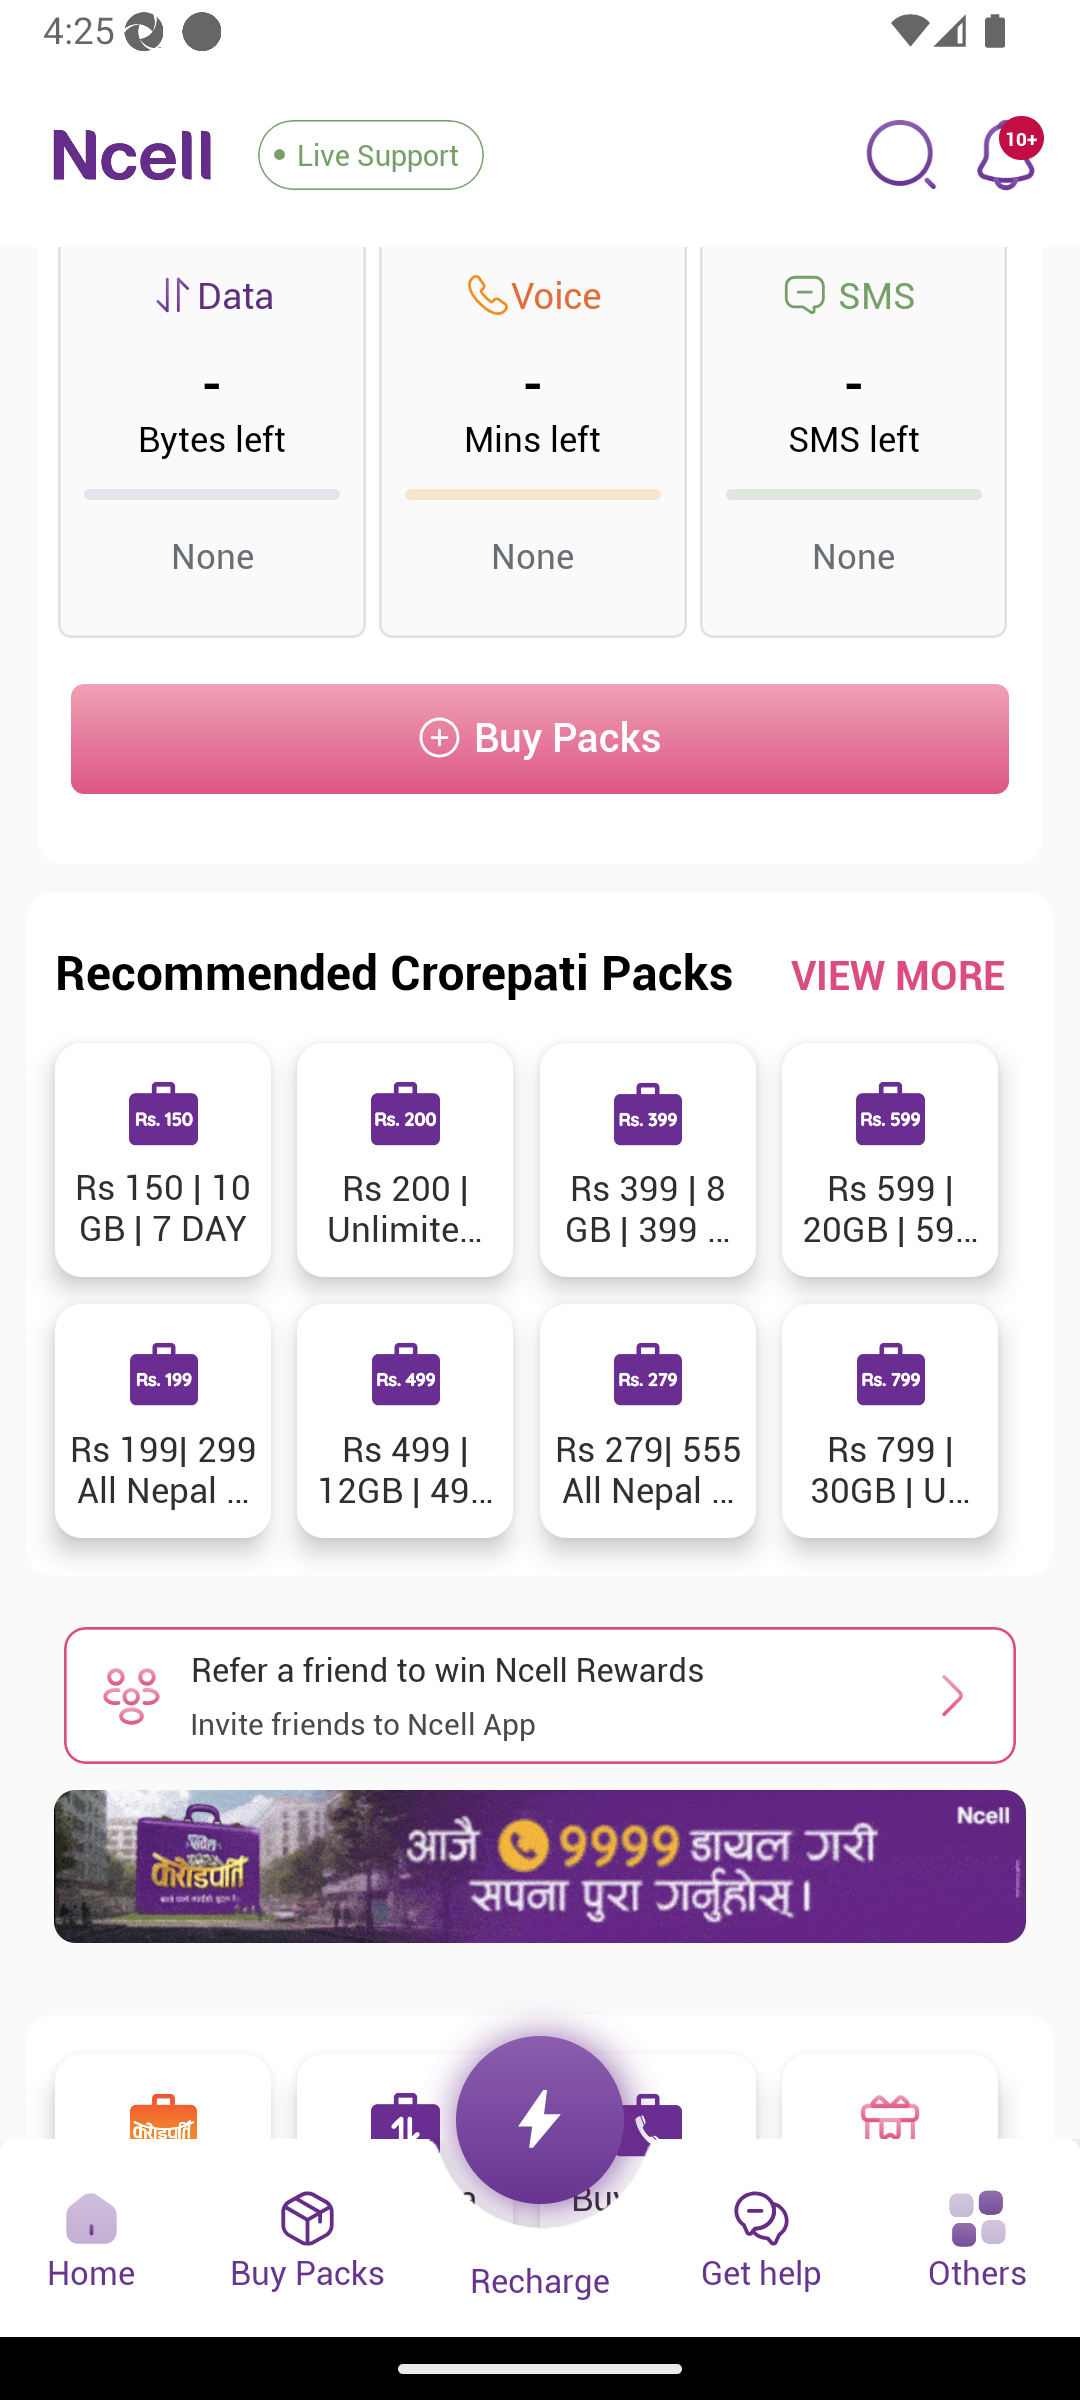 4:25
Ncell
Live Support
10+
Data
Voice
SMS
-
-
-
Bytes left
Mins left
SMS left
None
None
None
Buy Packs
Recommended Crorepati Packs
VIEW MORE
Rs. 150
Rs. 200
Rs. 399
Rs. 599
Rs 150 | 10
GB | 7 DAY
Rs 200 |
Unlimite...
Rs 399 | 8
GB | 399 ...
Rs 599 |
20GB | 59...
Rs. 199
Rs. 499
Rs. 279
Rs. 799
Rs 199| 299
All Nepal ...
Rs 499 |
12GB | 49...
Rs 279| 555
All Nepal ...
Rs 799 |
30GB | U...
Refer a friend to win Ncell Rewards
Invite friends to Ncell App
Ncell
करोडपति
आजै 9999 डायल गरी
सपना पुरा गर्नुहोस्।
करोडपति
Home
Buy Packs
Recharge
Get help
Others